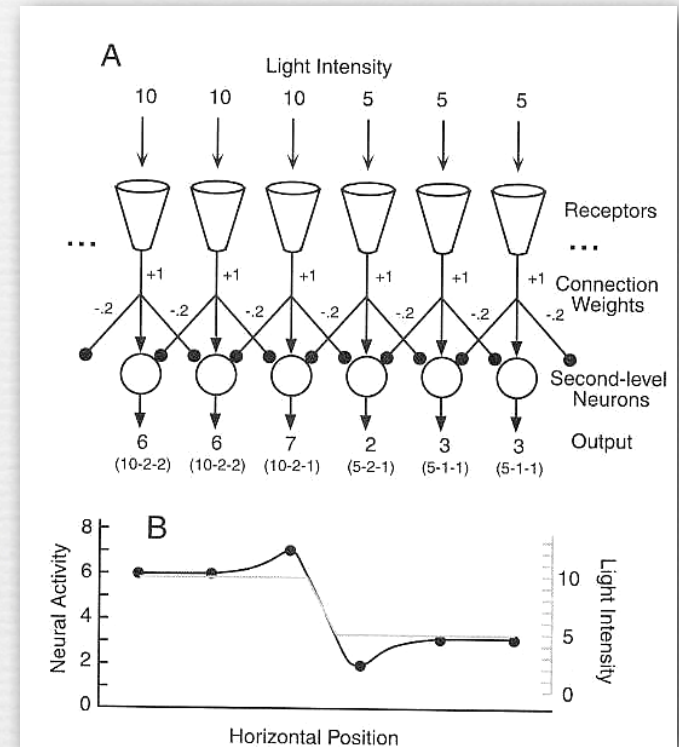 A
Light Intensity
10 10 10 5 5 5
Receptors
... ...
+1 +1 +1 +1 +1 +1
Connection
Weights
-.2 -.2 -.2 -.2 -.2 -.2 -.2
Second-level
Neurons
6 6 7 2 3 3
Output
(10-2-2) (10-2-2) (10-2-1) (5-2-1) (5-1-1) (5-1-1)
B
8
6
4
2
0
Neural Activity
10
5
0
Light Intensity
Horizontal Position